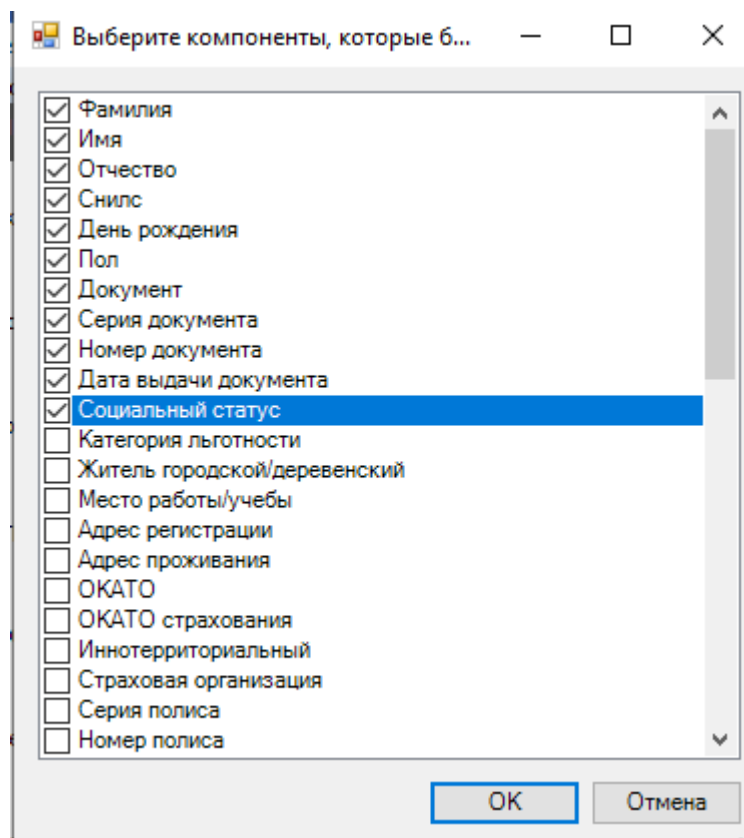 Выберите компоненты, которые б...
Фамилия
Имя
Отчество
Снилс
День рождения
Пол
Документ
Серия документа
Номер документа
Дата выдачи документа
Социальный статус
Категория льготности
Житель городской/деревенский
Место работы/учебы
Адрес регистрации
Адрес проживания
ОКАТО
ОКАТО страхования
Иннотерриториальный
Страховая организация
Серия полиса
Номер полиса
ОК
Отмена